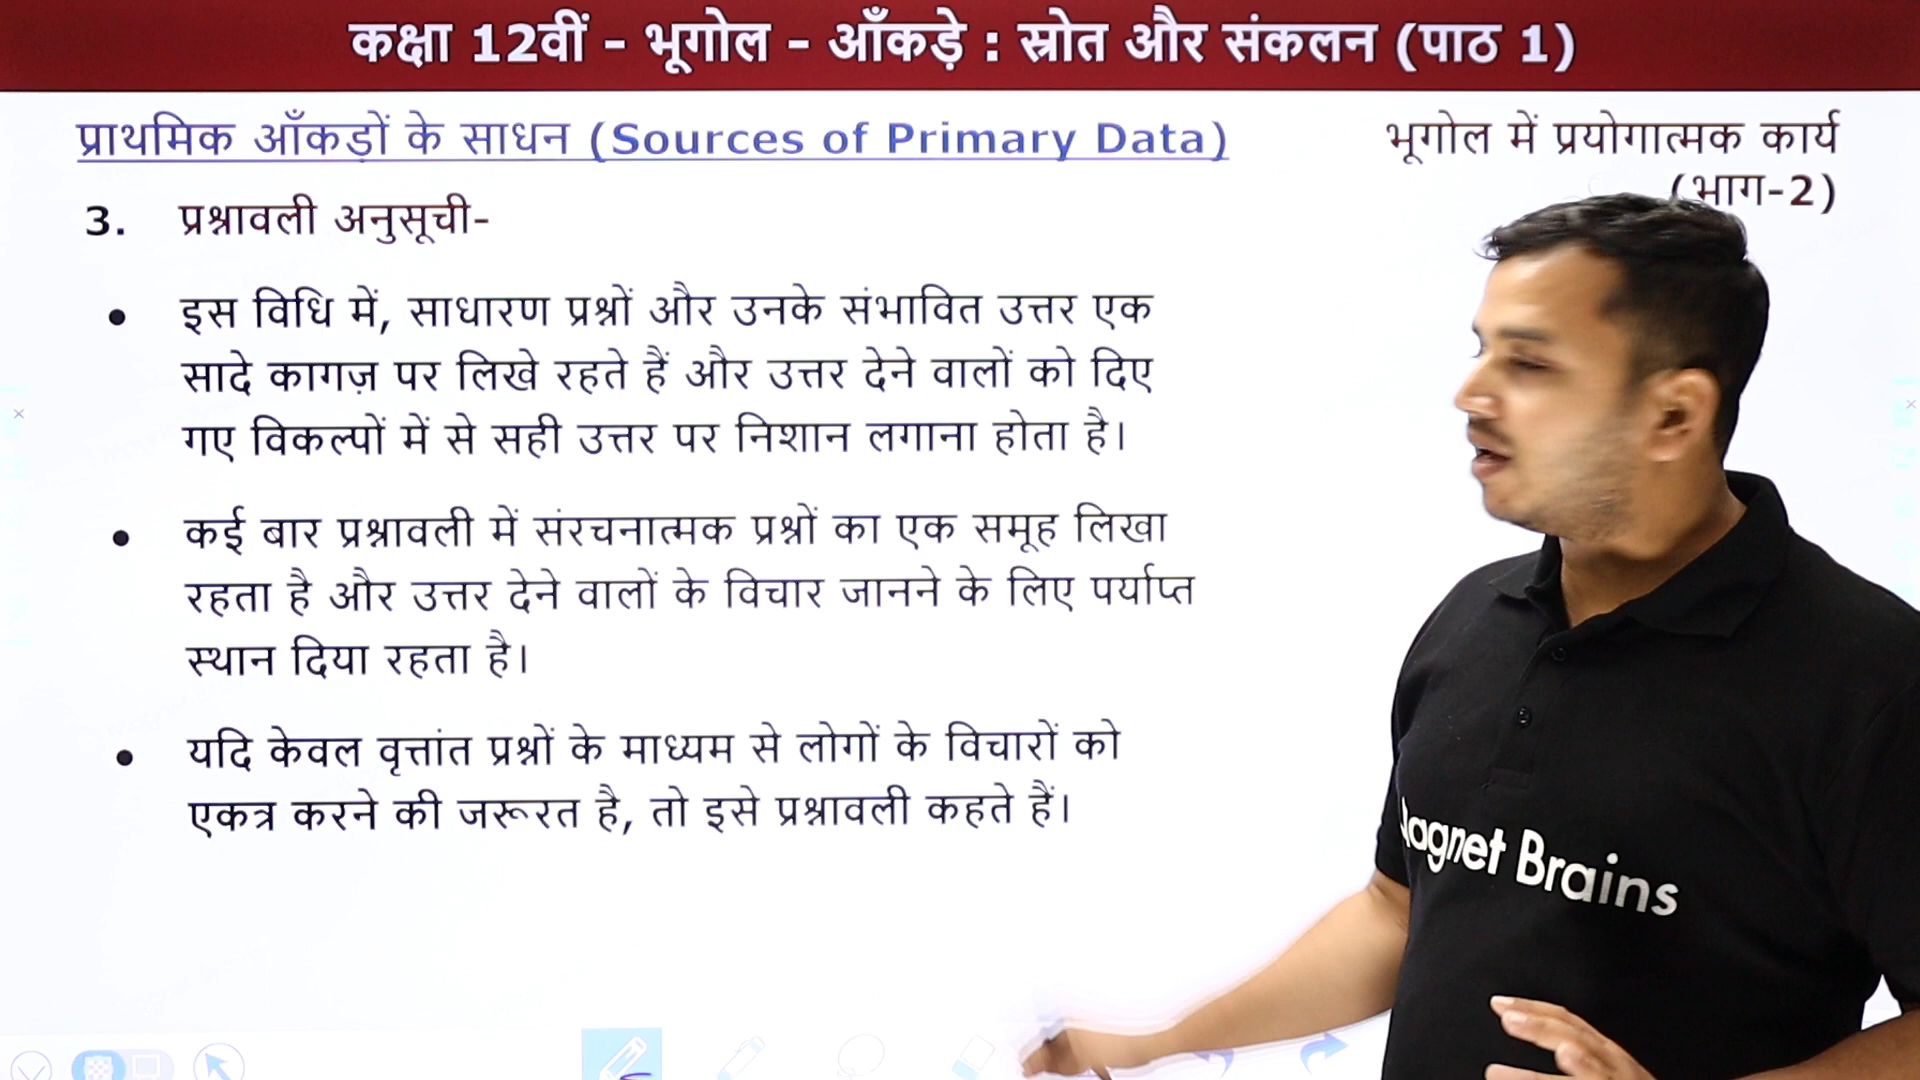 कक्षा 12वीं - भूगोल - आँकड़े : स्रोत और संकलन (पाठ 1)
प्राथमिक आँकड़ों के साधन (Sources of Primary Data)
भूगोल में प्रयोगात्मक कार्य
(भाग-2)
3. प्रश्नावली अनुसूची-
• इस विधि में, साधारण प्रश्नों और उनके संभावित उत्तर एक
सादे कागज़ पर लिखे रहते हैं और उत्तर देने वालों को दिए
गए विकल्पों में से सही उत्तर पर निशान लगाना होता है।
• कई बार प्रश्नावली में संरचनात्मक प्रश्नों का एक समूह लिखा
रहता है और उत्तर देने वालों के विचार जानने के लिए पर्याप्त
स्थान दिया रहता है।
• यदि केवल वृत्तांत प्रश्नों के माध्यम से लोगों के विचारों को
एकत्र करने की जरूरत है, तो इसे प्रश्नावली कहते हैं।
Magnet Brains